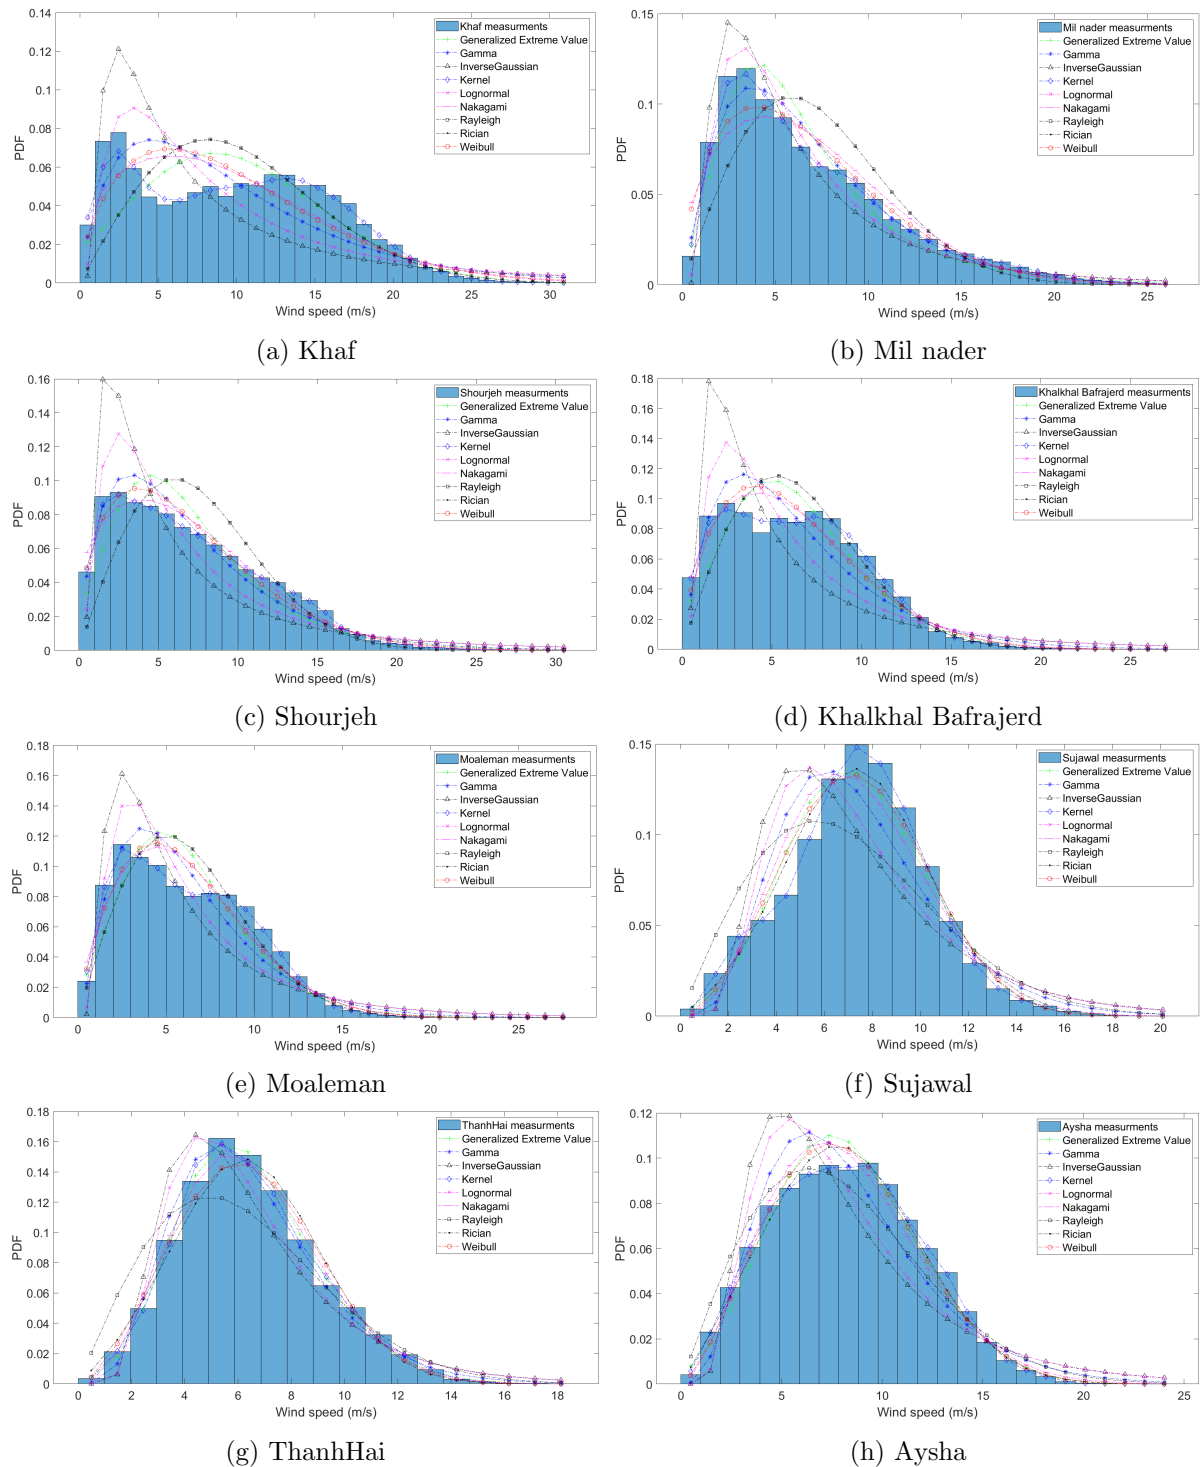 0.14
0.12
0.1
0.08
0.06
0.04
0.02
0
PDF
0 5 10 15 20 25 30
Wind speed (m/s)
Khaf measurments
Generalized Extreme Value
Gamma
InverseGaussian
Kernel
Lognormal
Nakagami
Rayleigh
Rician
Weibull
(a) Khaf
0.15
0.1
0.05
0
PDF
0 5 10 15 20 25
Wind speed (m/s)
Mil nader measurments
Generalized Extreme Value
Gamma
InverseGaussian
Kernel
Lognormal
Nakagami
Rayleigh
Rician
Weibull
(b) Mil nader
0.16
0.14
0.12
0.1
0.08
0.06
0.04
0.02
0
PDF
0 5 10 15 20 25 30
Wind speed (m/s)
Shourjeh measurments
Generalized Extreme Value
Gamma
InverseGaussian
Kernel
Lognormal
Nakagami
Rayleigh
Rician
Weibull
(c) Shourjeh
0.18
0.16
0.14
0.12
0.1
0.08
0.06
0.04
0.02
0
PDF
0 5 10 15 20 25
Wind speed (m/s)
Khalkhal Bafrajerd measurments
Generalized Extreme Value
Gamma
InverseGaussian
Kernel
Lognormal
Nakagami
Rayleigh
Rician
Weibull
(d) Khalkhal Bafrajerd
0.18
0.16
0.14
0.12
0.1
0.08
0.06
0.04
0.02
0
PDF
0 5 10 15 20 25
Wind speed (m/s)
Moaleman measurments
Generalized Extreme Value
Gamma
InverseGaussian
Kernel
Lognormal
Nakagami
Rayleigh
Rician
Weibull
(e) Moaleman
0.15
0.1
0.05
0
PDF
0 2 4 6 8 10 12 14 16 18 20
Wind speed (m/s)
Sujawal measurments
Generalized Extreme Value
Gamma
InverseGaussian
Kernel
Lognormal
Nakagami
Rayleigh
Rician
Weibull
(f) Sujawal
0.18
0.16
0.14
0.12
0.1
0.08
0.06
0.04
0.02
0
PDF
0 2 4 6 8 10 12 14 16 18
Wind speed (m/s)
ThanhHai measurments
Generalized Extreme Value
Gamma
InverseGaussian
Kernel
Lognormal
Nakagami
Rayleigh
Rician
Weibull
(g) ThanhHai
0.12
0.1
0.08
0.06
0.04
0.02
0
PDF
0 5 10 15 20
Wind speed (m/s)
Aysha measurments
Generalized Extreme Value
Gamma
InverseGaussian
Kernel
Lognormal
Nakagami
Rayleigh
Rician
Weibull
(h) Aysha